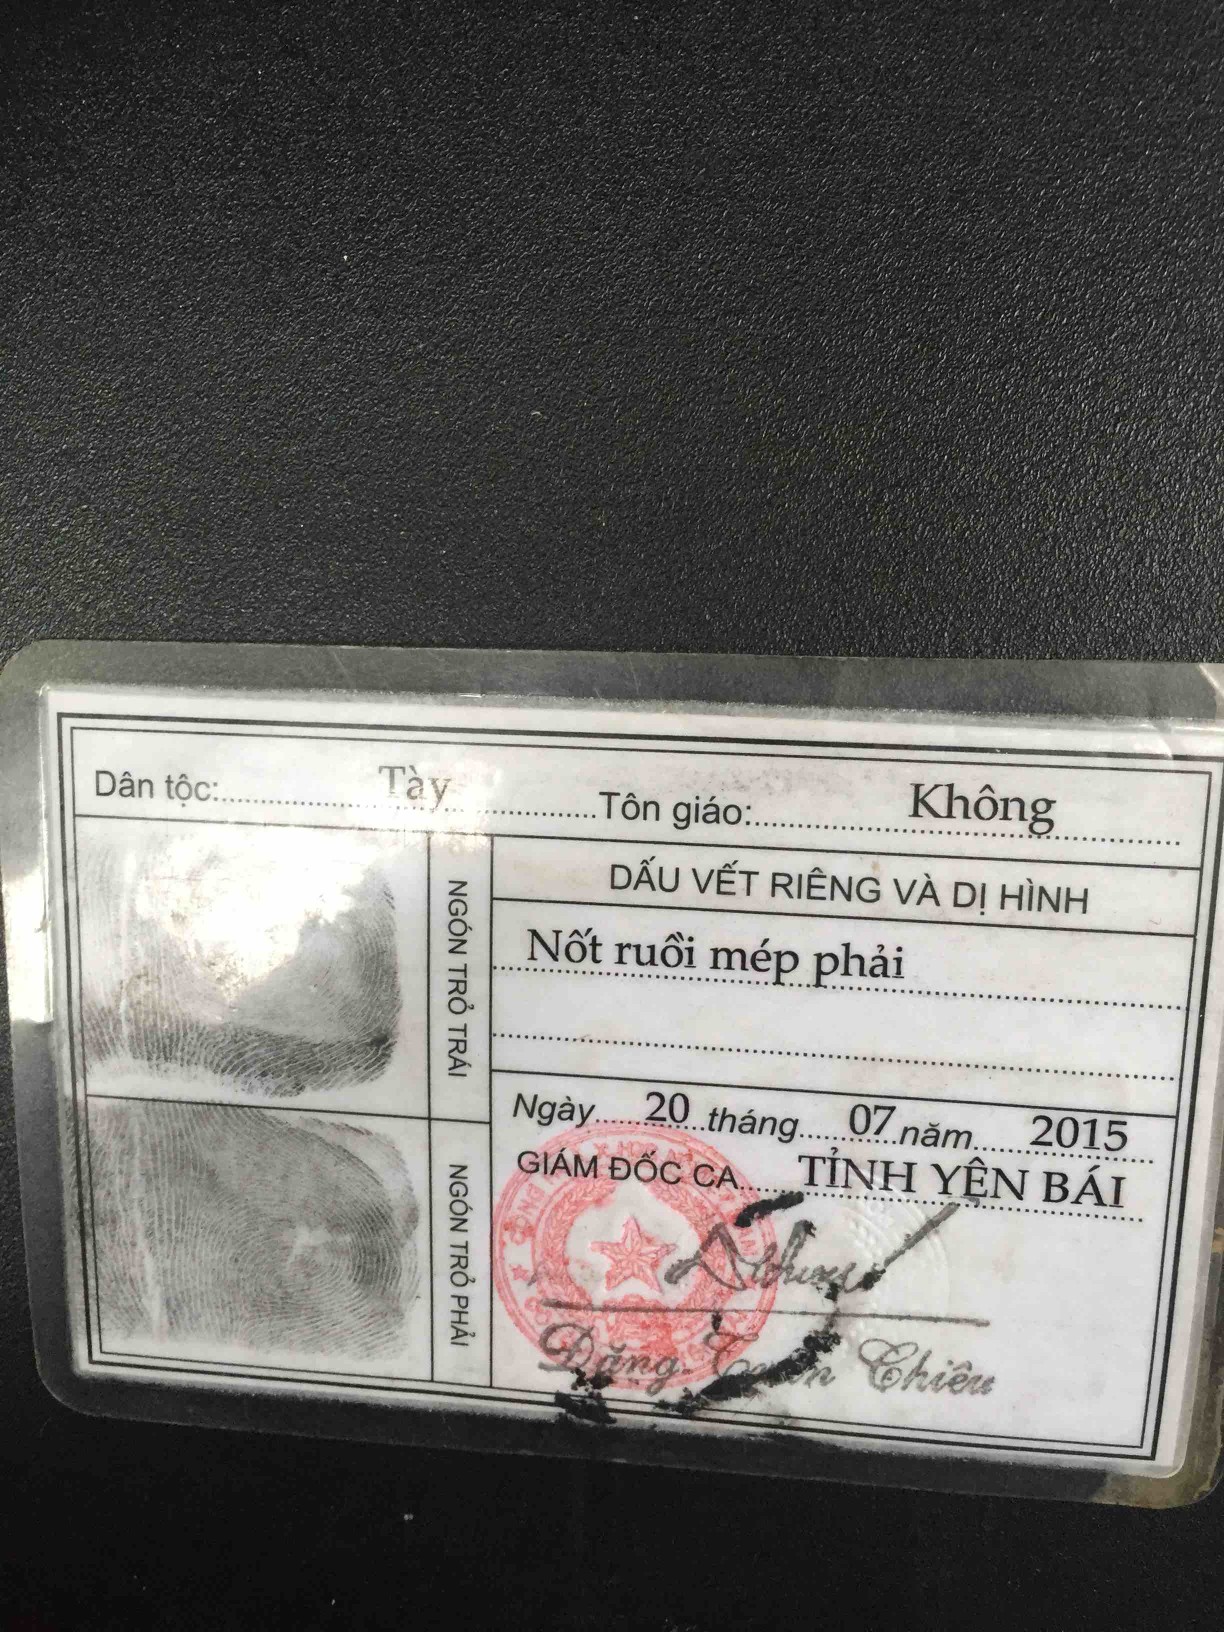 Dân tộc: Tày Tôn giáo: Không
NGÓN TRỎ TRÁI
DẤU VẾT RIÊNG VÀ DỊ HÌNH
Nốt ruồi mép phải
NGÓN TRỎ PHẢI
Ngày 20 tháng 07 năm 2015
GIÁM ĐỐC CA TỈNH YÊN BÁI
Đặng Chiêu